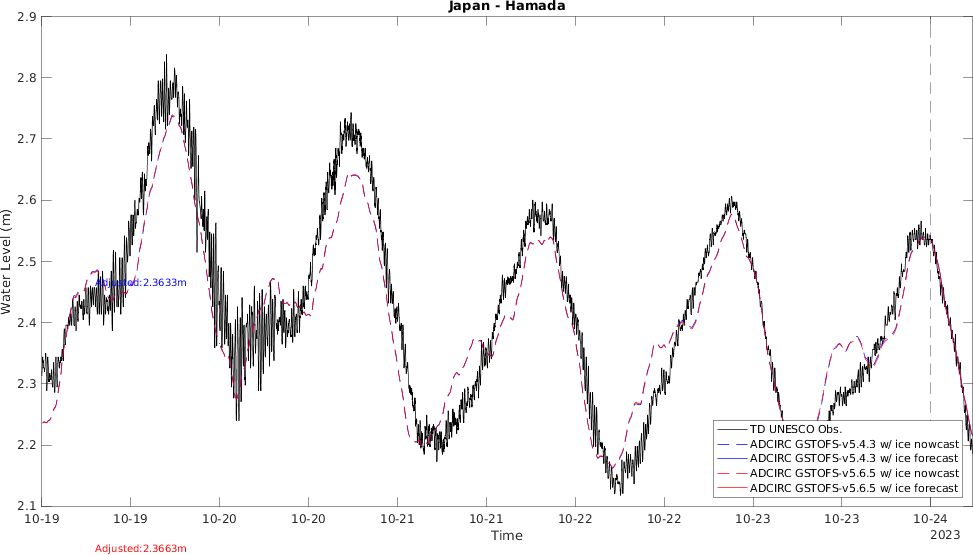 Japan - Hamada
2.9
2.8
2.7
2.6
2.5
2.4
2.3
2.2
2.1
Water Level (m)
Adjusted:2.3633m
TD UNESCO Obs.
ADCIRC GSTOFS-v5.4.3 w/ ice nowcast
ADCIRC GSTOFS-v5.4.3 w/ ice forecast
ADCIRC GSTOFS-v5.6.5 w/ ice nowcast
ADCIRC GSTOFS-v5.6.5 w/ ice forecast
10-19 10-19 10-20 10-20 10-21 10-21 10-22 10-22 10-23 10-23 10-24
Time
2023
Adjusted:2.3663m